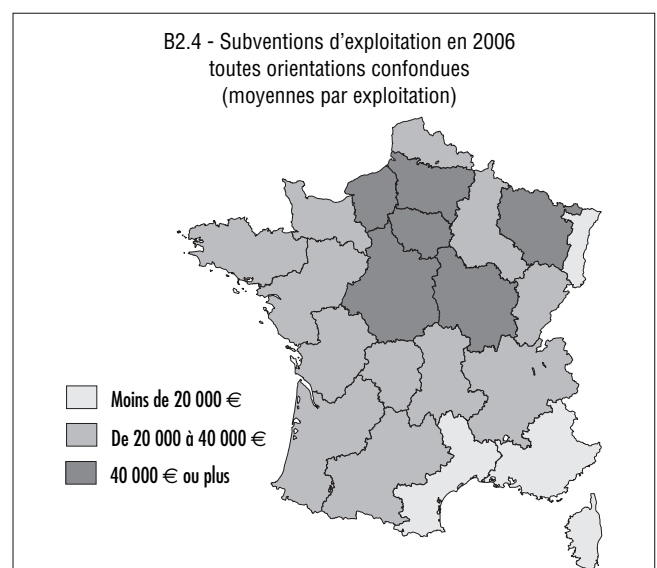 B2.4 - Subventions d'exploitation en 2006
toutes orientations confondues
(moyennes par exploitation)
Moins de 20 000 €
De 20 000 à 40 000 €
40 000 € ou plus